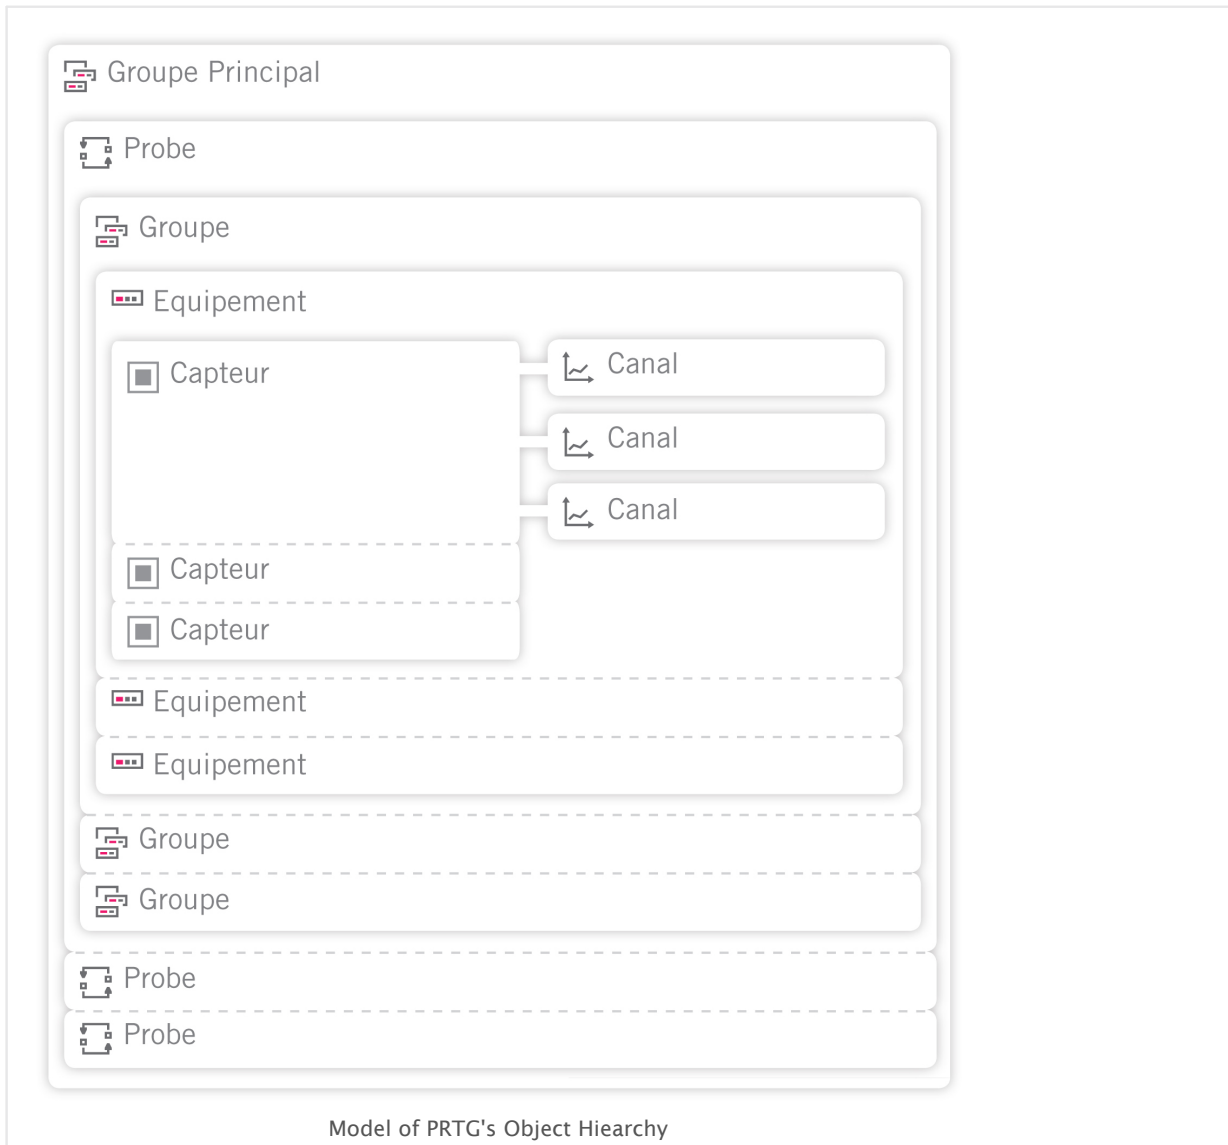 Groupe Principal
Probe
Groupe
Equipement
Capteur
Canal
Canal
Canal
Capteur
Capteur
Equipement
Equipement
Groupe
Groupe
Probe
Probe
Model of PRTG's Object Hiearchy